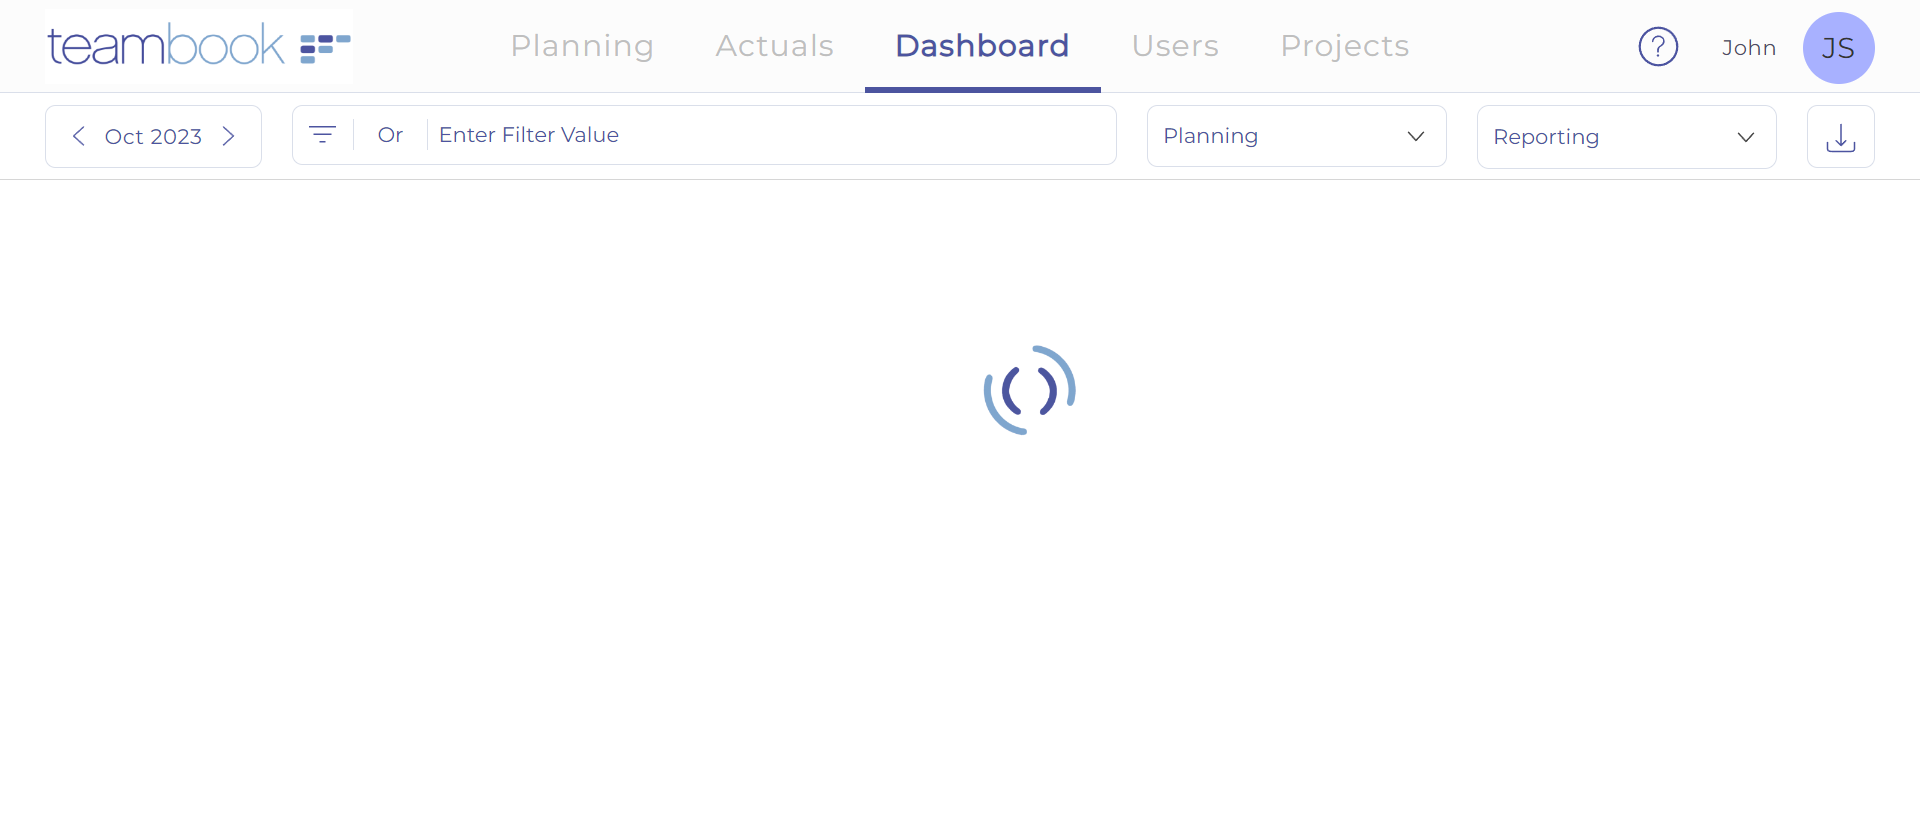 teambook
Planning Actuals Dashboard Users Projects
? John JS
Oct 2023 Or Enter Filter Value Planning Reporting